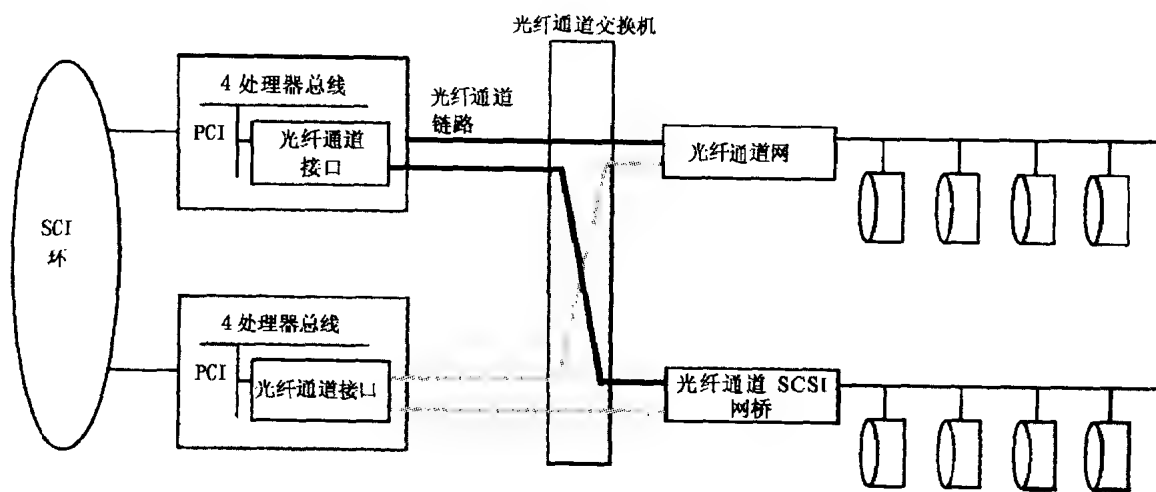 光纤通道交换机
4 处理器总线
PCI
光纤通道
接口
光纤通道
链路
光纤通道网
SCI
环
4 处理器总线
PCI
光纤通道接口
光纤通道 SCSI
网桥